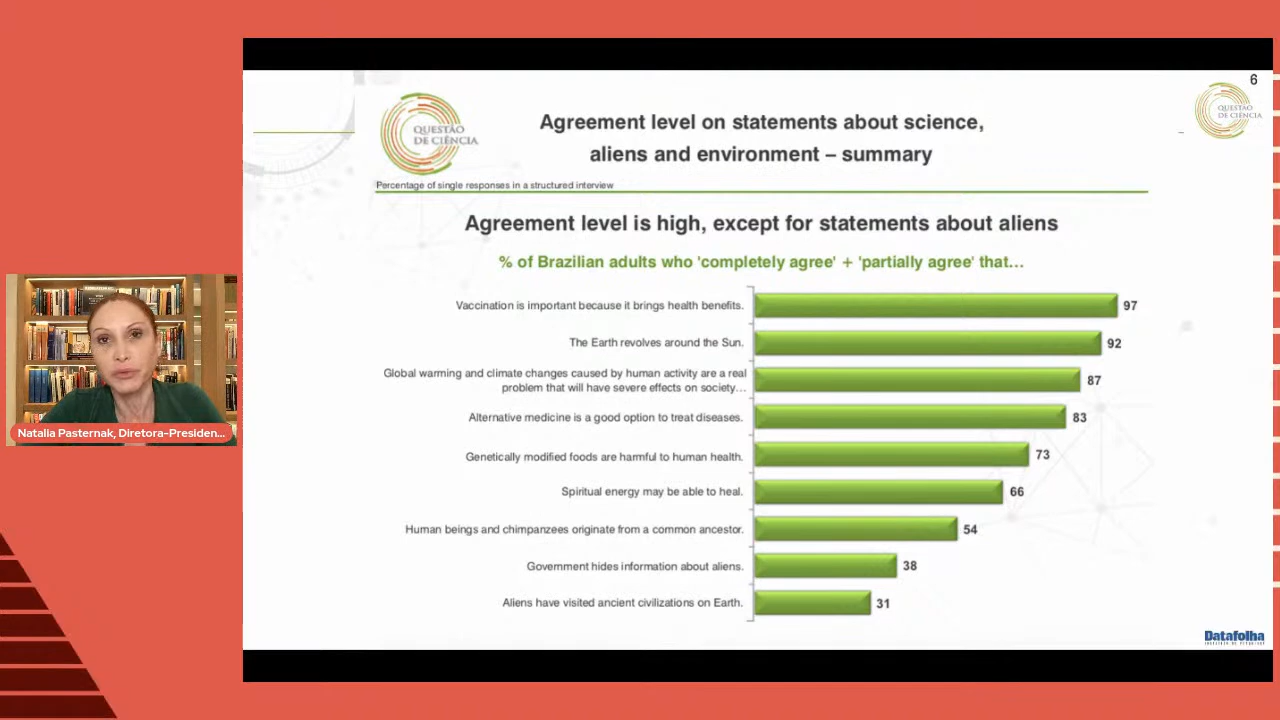 6
QUESTÃO
DE CIÊNCIA
QUESTÃO
DE CIÊNCIA
Agreement level on statements about science,
aliens and environment – summary
Percentage of single responses in a structured interview
Agreement level is high, except for statements about aliens
% of Brazilian adults who 'completely agree' + 'partially agree' that...
Vaccination is important because it brings health benefits. 97
The Earth revolves around the Sun. 92
Global warming and climate changes caused by human activity are a real
problem that will have severe effects on society... 87
Alternative medicine is a good option to treat diseases. 83
Genetically modified foods are harmful to human health. 73
Spiritual energy may be able to heal. 66
Human beings and chimpanzees originate from a common ancestor. 54
Government hides information about aliens. 38
Aliens have visited ancient civilizations on Earth. 31
Natalia Pasternak, Diretora-Presiden...
Datafolha